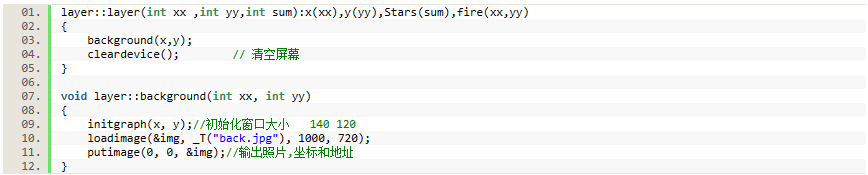 01. layer::layer(int xx ,int yy,int sum):x(xx),y(yy),Stars(sum),fire(xx,yy)
02. {
03.     background(x,y);
04.     cleardevice();        // 清空屏幕
05. }
06.
07. void layer::background(int xx, int yy)
08. {
09.     initgraph(x, y);//初始化窗口大小   140 120
10.     loadimage(&img, _T("back.jpg"), 1000, 720);
11.     putimage(0, 0, &img);//输出照片,坐标和地址
12. }